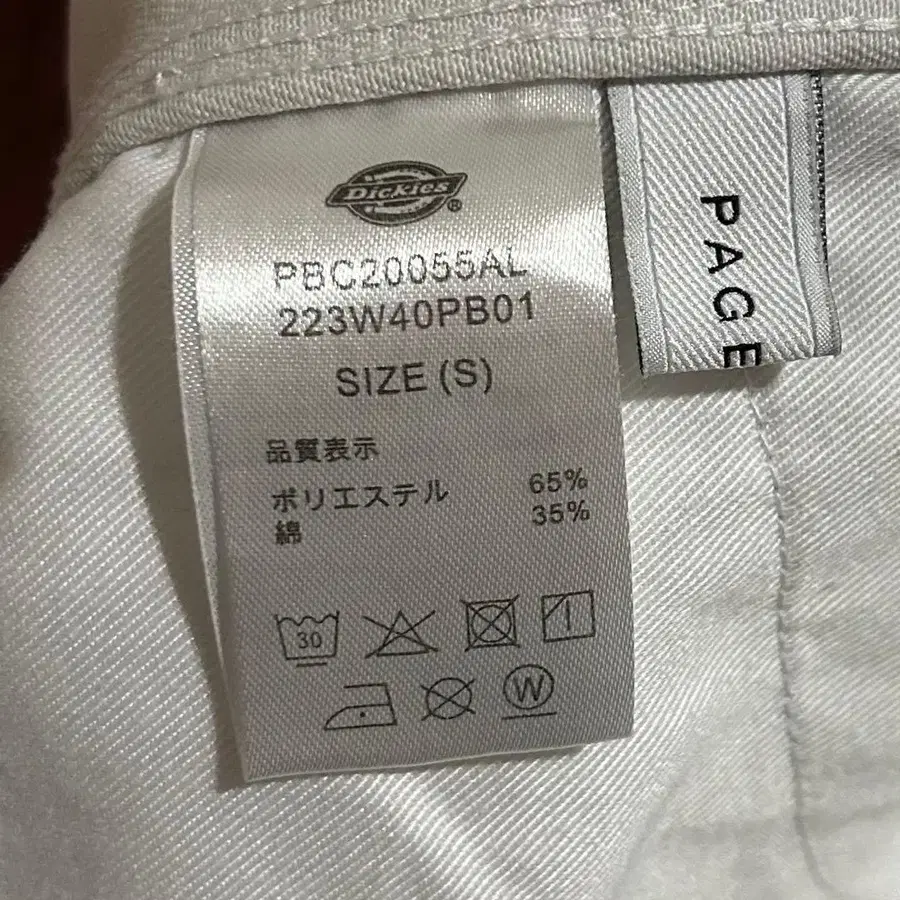 Dickies®
PBC20055AL
223W40PB01
SIZE (S)
品質表示
ポリエステル 65%
綿 35%
30
W
PAGE